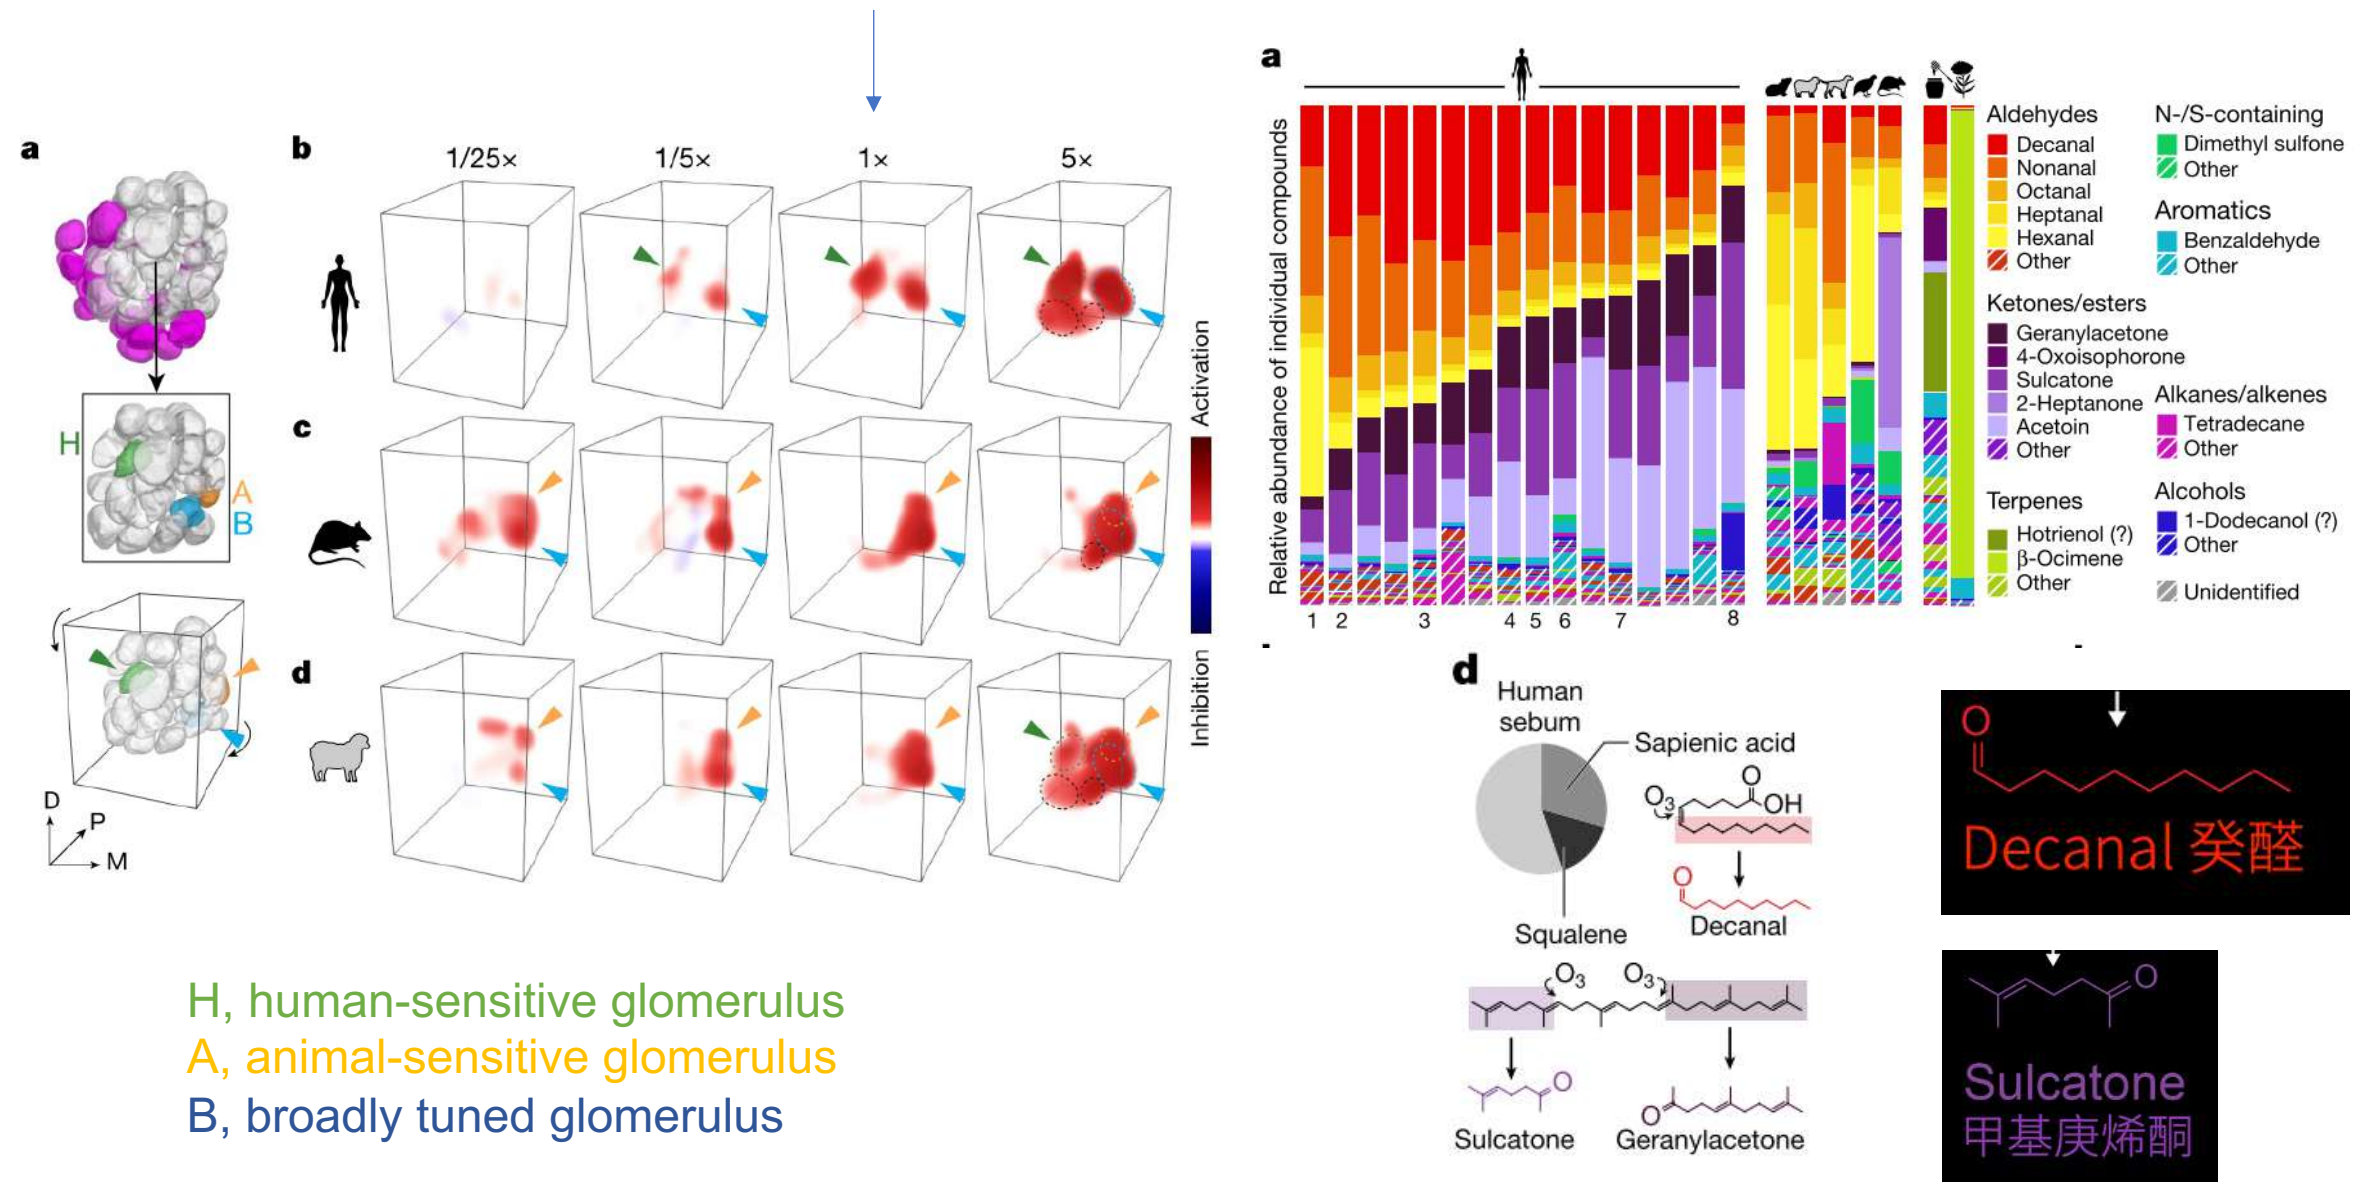 a
H
A
B
D
P
M
b
1/25×
1/5×
1×
5×
c
d
Activation
Inhibition
H, human-sensitive glomerulus
A, animal-sensitive glomerulus
B, broadly tuned glomerulus
a
Relative abundance of individual compounds
1 2 3 4 5 6 7 8
Aldehydes
Decanal
Nonanal
Octanal
Heptanal
Hexanal
Other
Ketones/esters
Geranylacetone
4-Oxoisophorone
Sulcatone
2-Heptanone
Acetoin
Other
Terpenes
Hotrienol (?)
β-Ocimene
Other
N-/S-containing
Dimethyl sulfone
Other
Aromatics
Benzaldehyde
Other
Alkanes/alkenes
Tetradecane
Other
Alcohols
1-Dodecanol (?)
Other
Unidentified
d
Human
sebum
Sapienic acid
O
O₃
OH
O
Decanal
Squalene
O₃ O₃
O
Sulcatone
O
Geranylacetone
O
Decanal 癸醛
O
Sulcatone
甲基庚烯酮